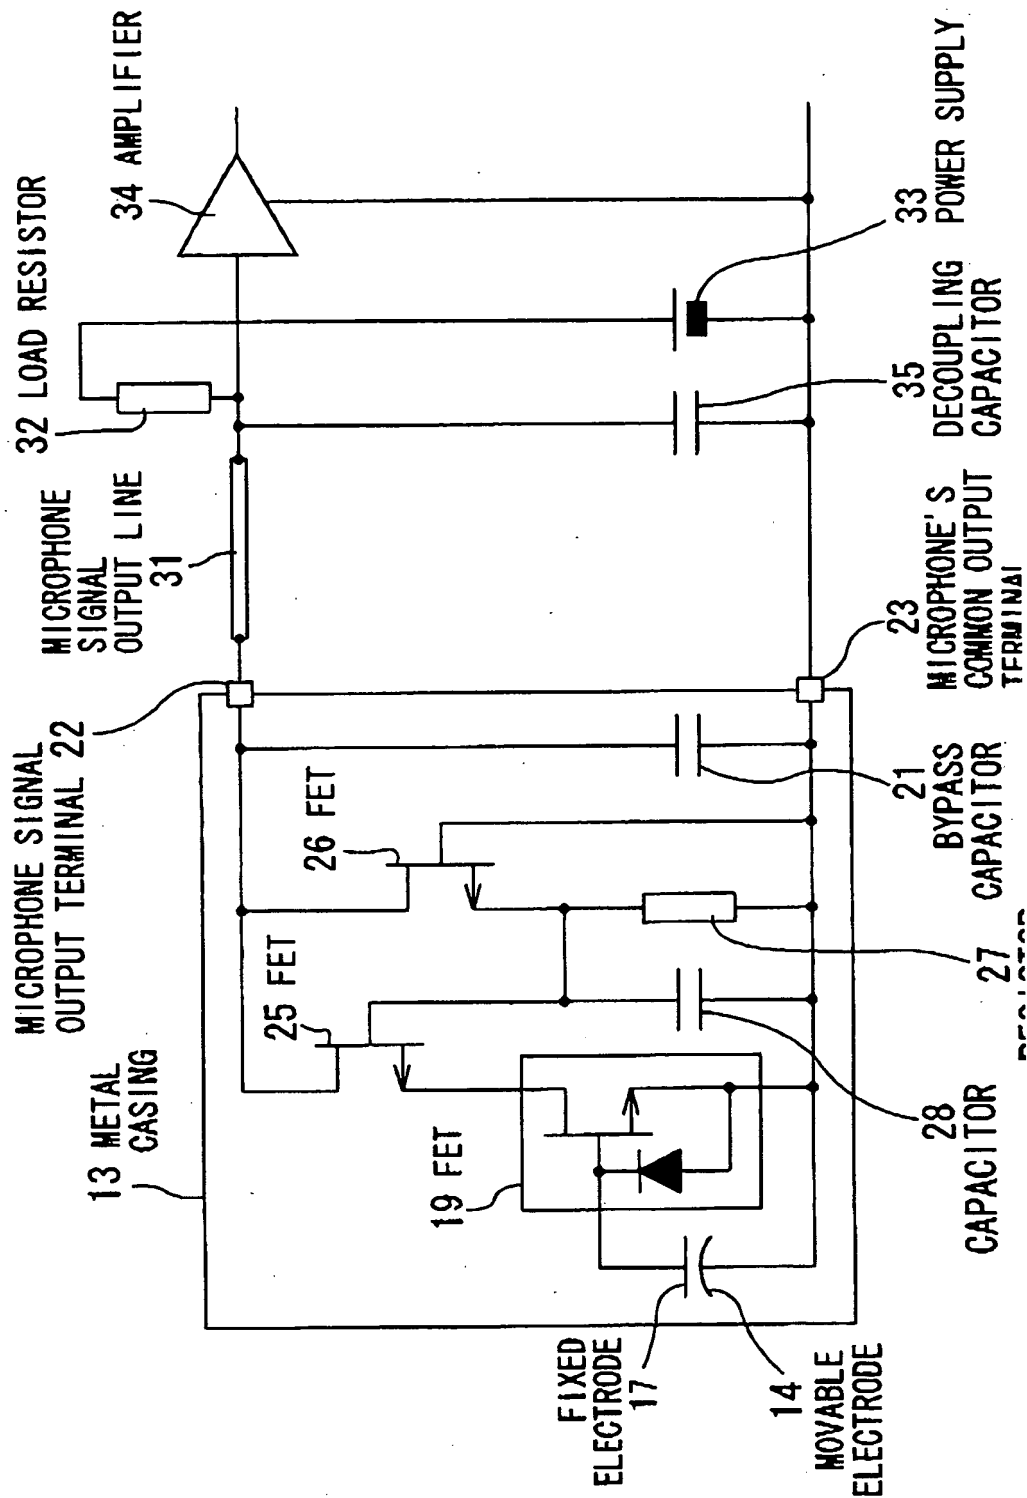 MICROPHONE SIGNAL
OUTPUT TERMINAL 22
MICROPHONE
SIGNAL
OUTPUT LINE
31
32 LOAD RESISTOR
34 AMPLIFIER
13 METAL
CASING
25 FET
26 FET
19 FET
FIXED
ELECTRODE
17
14
MOVABLE
ELECTRODE
28
CAPACITOR
27
21
BYPASS
CAPACITOR
23
MICROPHONE'S
COMMON OUTPUT
TERMINAL
35
DECOUPLING
CAPACITOR
33
POWER SUPPLY